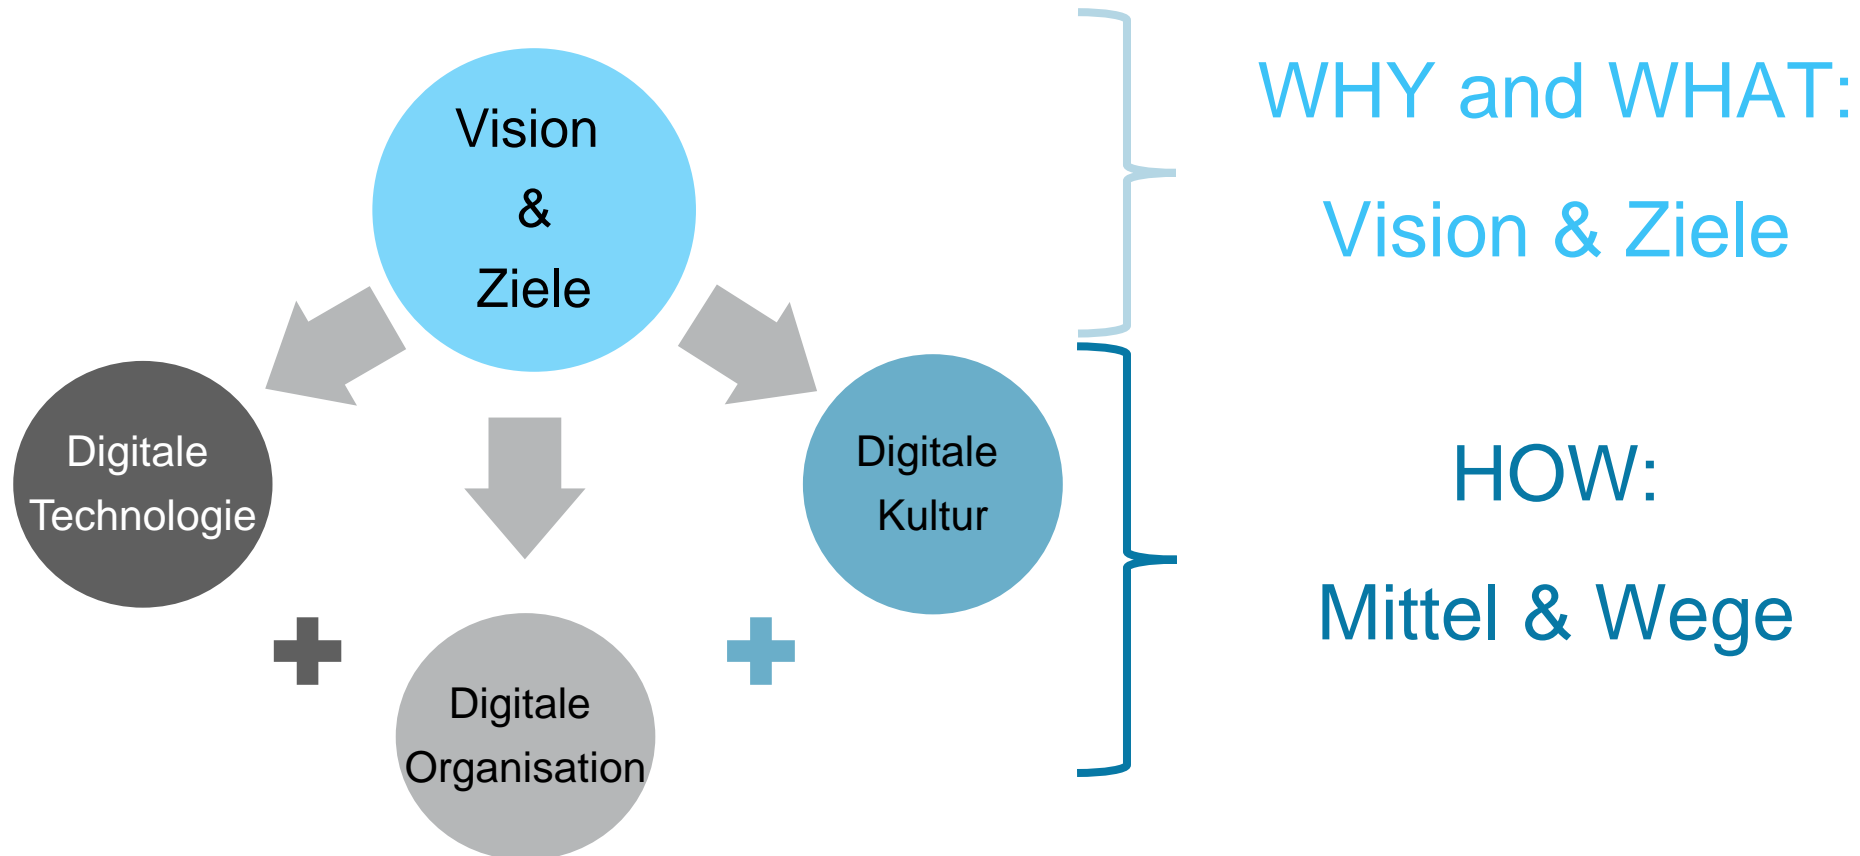 Vision
&
Ziele
Digitale
Technologie
Digitale
Organisation
Digitale
Kultur
WHY and WHAT:
Vision & Ziele
HOW:
Mittel & Wege